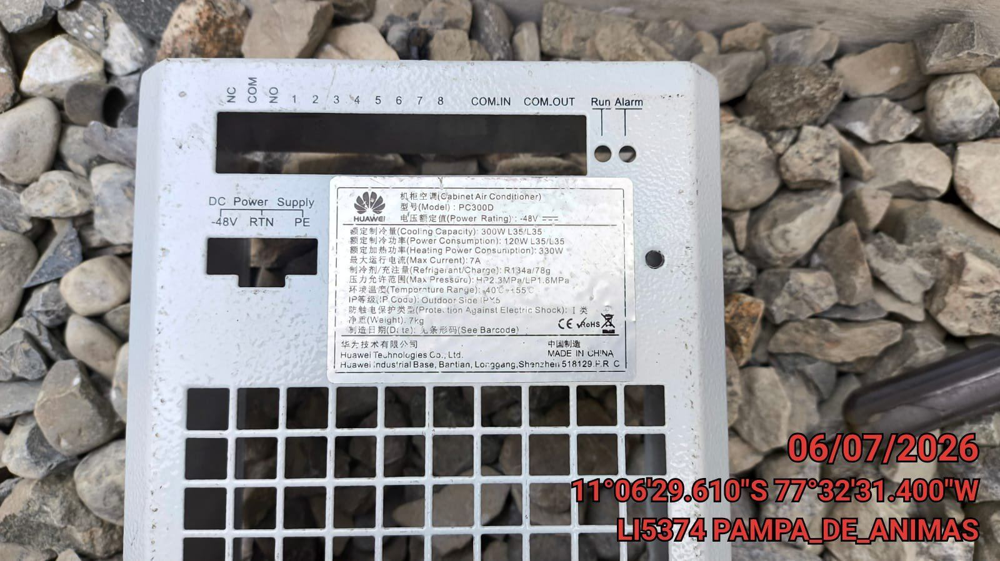 NC COM NO 1 2 3 4 5 6 7 8 COM_IN COM_OUT Run Alarm
DC Power Supply
-48V RTN PE
HUAWEI
机柜空调(Cabinet Air Conditioner)
型号(Model) : PC300D
电压额定值(Power Rating) : -48V
额定制冷量(Cooling Capacity): 300W L35/L35
额定制冷功率(Power Consumption): 120W L35/L35
额定加热功率(Heating Power Consumption): 330W
最大运行电流(Max Current): 7A
制冷剂/充注量(Refrigerant/Charge): R134a/78g
压力允许范围(Max Pressure): HP2.3MPa/LP1.6MPa
环境温度(Temperature Range): -40℃~+55℃
IP等级(IP Code): Outdoor Side IPX5
防触电保护类型(Protection Against Electric Shock): I 类
净重(Weight): 7kg
制造日期(Date): 见条形码(See Barcode)
CE RoHS
华为技术有限公司
Huawei Technologies Co., Ltd.
中国制造
MADE IN CHINA
Huawei Industrial Base, Bantian, Longgang,Shenzhen 518129.P.R C
06/07/2026
11°06'29.610"S 77°32'31.400"W
LI5374 PAMPA_DE_ANIMAS